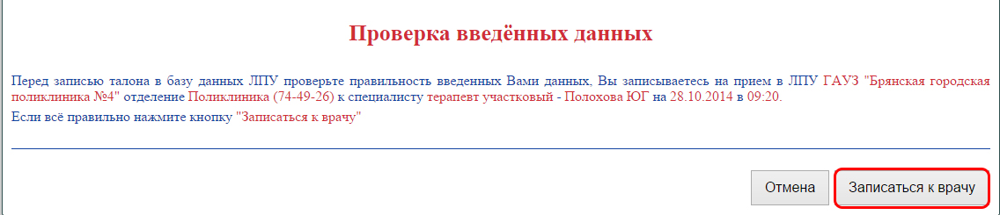 Проверка введённых данных
Перед записью талона в базу данных ЛПУ проверьте правильность введенных Вами данных, Вы записываетесь на прием в ЛПУ ГАУЗ "Брянская городская
поликлиника №4" отделение Поликлиника (74-49-26) к специалисту терапевт участковый - Полохова ЮГ на 28.10.2014 в 09:20.
Если всё правильно нажмите кнопку "Записаться к врачу"
Отмена Записаться к врачу